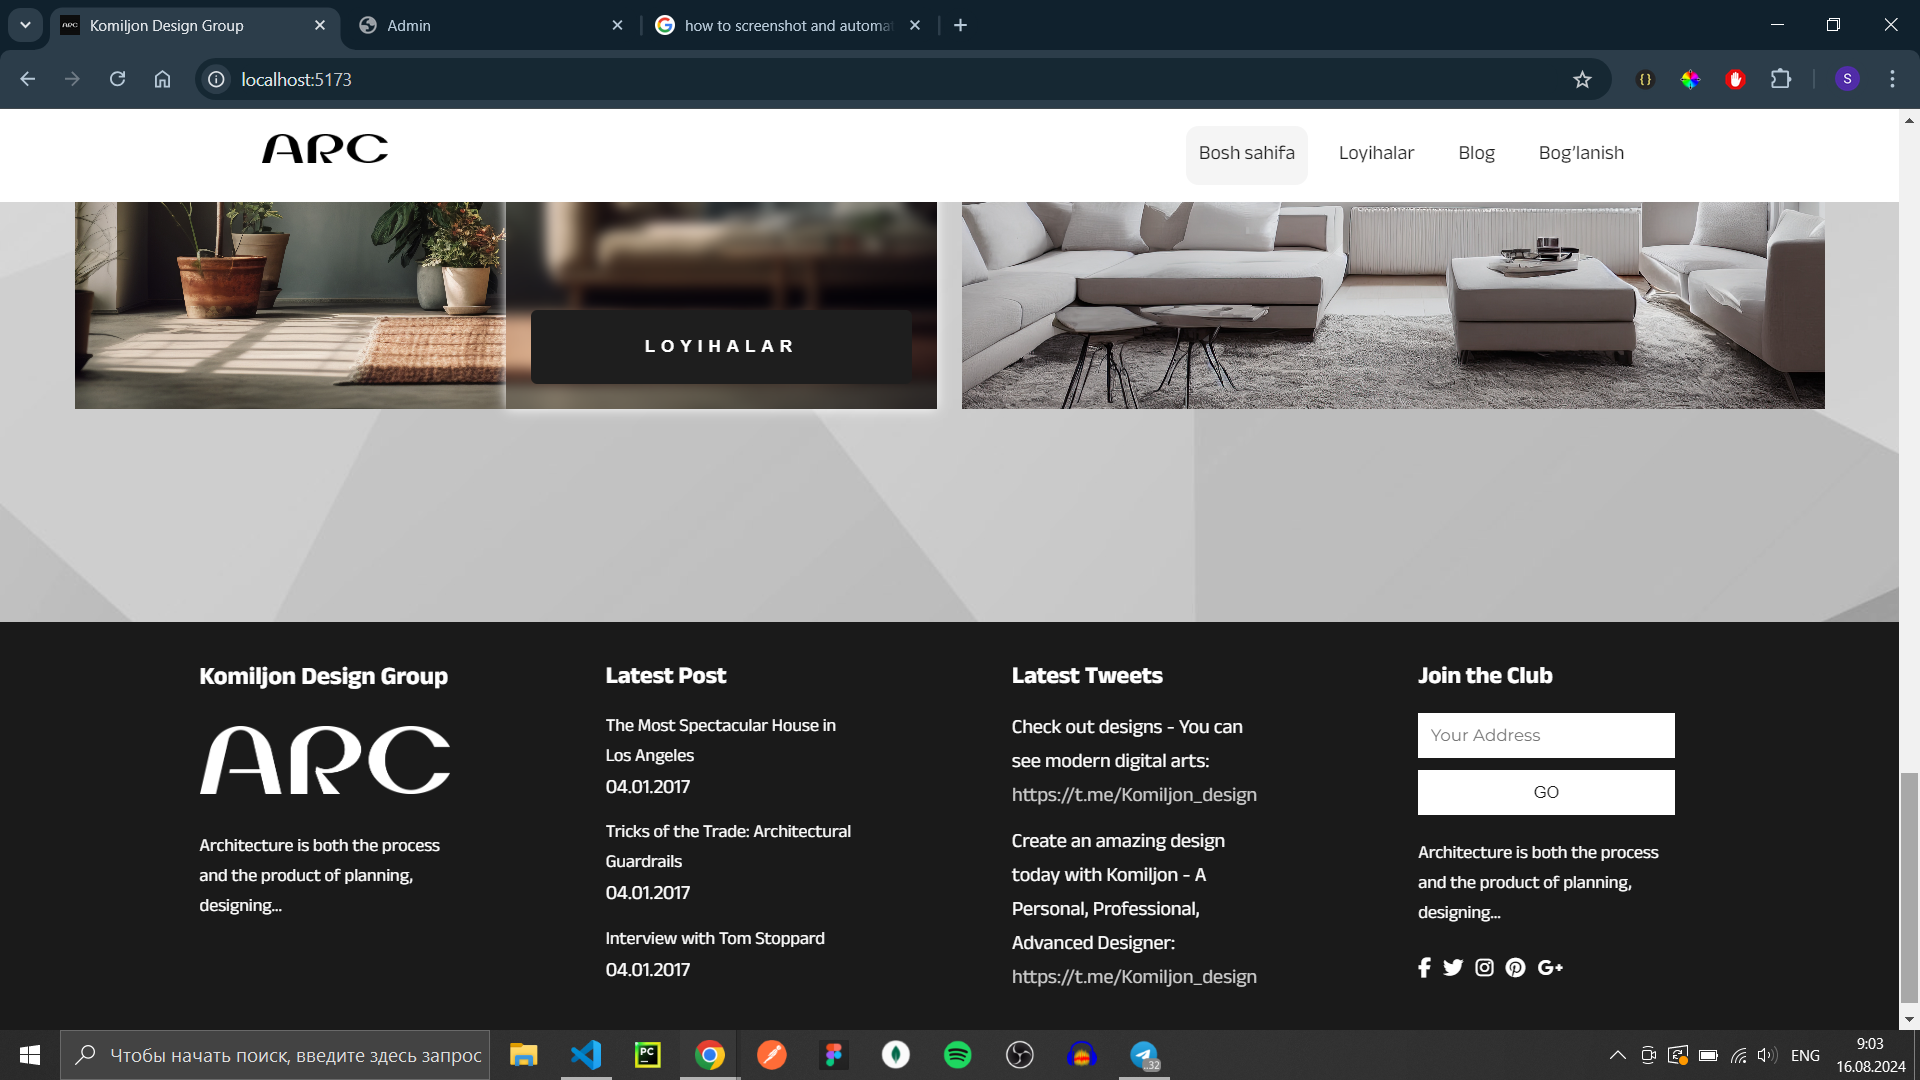 Komiljon Design Group
Admin
how to screenshot and automa
localhost:5173
S
ARC
Bosh sahifa
Loyihalar
Blog
Bog‘lanish
LOYIHALAR
Komiljon Design Group
ARC
Architecture is both the process
and the product of planning,
designing...
Latest Post
The Most Spectacular House in
Los Angeles
04.01.2017
Tricks of the Trade: Architectural
Guardrails
04.01.2017
Interview with Tom Stoppard
04.01.2017
Latest Tweets
Check out designs - You can
see modern digital arts:
https://t.me/Komiljon_design
Create an amazing design
today with Komiljon - A
Personal, Professional,
Advanced Designer:
https://t.me/Komiljon_design
Join the Club
Your Address
GO
Architecture is both the process
and the product of planning,
designing...
G+
Чтобы начать поиск, введите здесь запрос
PC
..32
ENG
9:03
16.08.2024